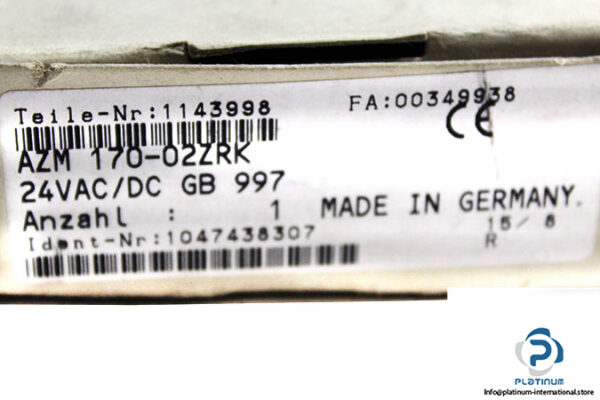 Teile-Nr:1143998 FA:00349938
CE
AZM 170-02ZRK
24VAC/DC GB 997
Anzahl : 1 MADE IN GERMANY.
Ident-Nr:1047438307 15/ 8
R
PLATINUM
info@platinum-international.store